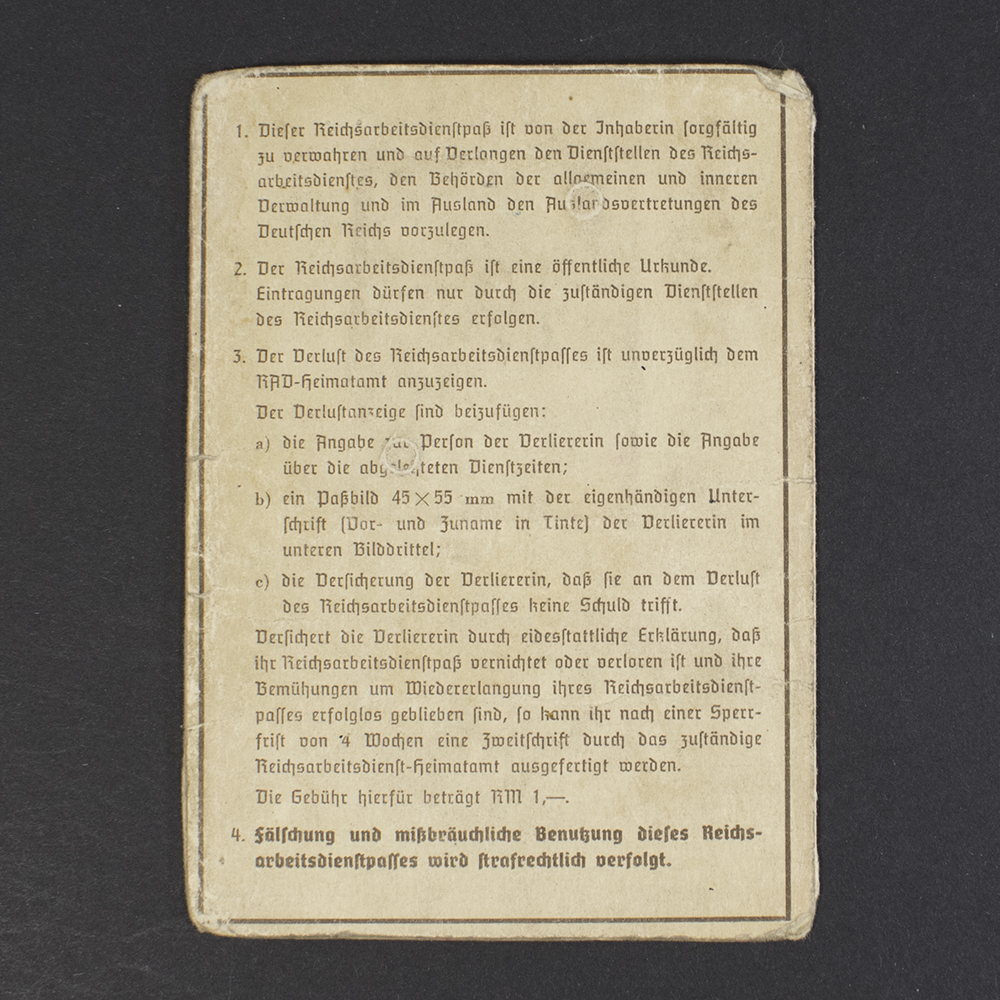 1. Dieser Reichsarbeitsdienstpaß ist von der Inhaberin sorgfältig
zu verwahren und auf Verlangen den Dienststellen des Reichs-
arbeitsdienstes, den Behörden der allgemeinen und inneren
Verwaltung und im Ausland den Auslandsvertretungen des
Deutschen Reichs vorzulegen.
2. Der Reichsarbeitsdienstpaß ist eine öffentliche Urkunde.
Eintragungen dürfen nur durch die zuständigen Dienststellen
des Reichsarbeitsdienstes erfolgen.
3. Der Verlust des Reichsarbeitsdienstpasses ist unverzüglich dem
RAD-Heimatamt anzuzeigen.
Der Verlustanzeige sind beizufügen:
a) die Angabe zur Person der Verliererin sowie die Angabe
über die abgeleisteten Dienstzeiten;
b) ein Paßbild 45×55 mm mit der eigenhändigen Unter-
schrift (Vor- und Zuname in Tinte) der Verliererin im
unteren Bilddrittel;
c) die Versicherung der Verliererin, daß sie an dem Verlust
des Reichsarbeitsdienstpasses keine Schuld trifft.
Versichert die Verliererin durch eidesstattliche Erklärung, daß
ihr Reichsarbeitsdienstpaß vernichtet oder verloren ist und ihre
Bemühungen um Wiedererlangung ihres Reichsarbeitsdienst-
passes erfolglos geblieben sind, so kann ihr nach einer Sperr-
frist von 4 Wochen eine Zweitschrift durch das zuständige
Reichsarbeitsdienst-Heimatamt ausgefertigt werden.
Die Gebühr hierfür beträgt RM 1,—.
4. Fälschung und mißbräuchliche Benutzung dieses Reichs-
arbeitsdienstpasses wird strafrechtlich verfolgt.